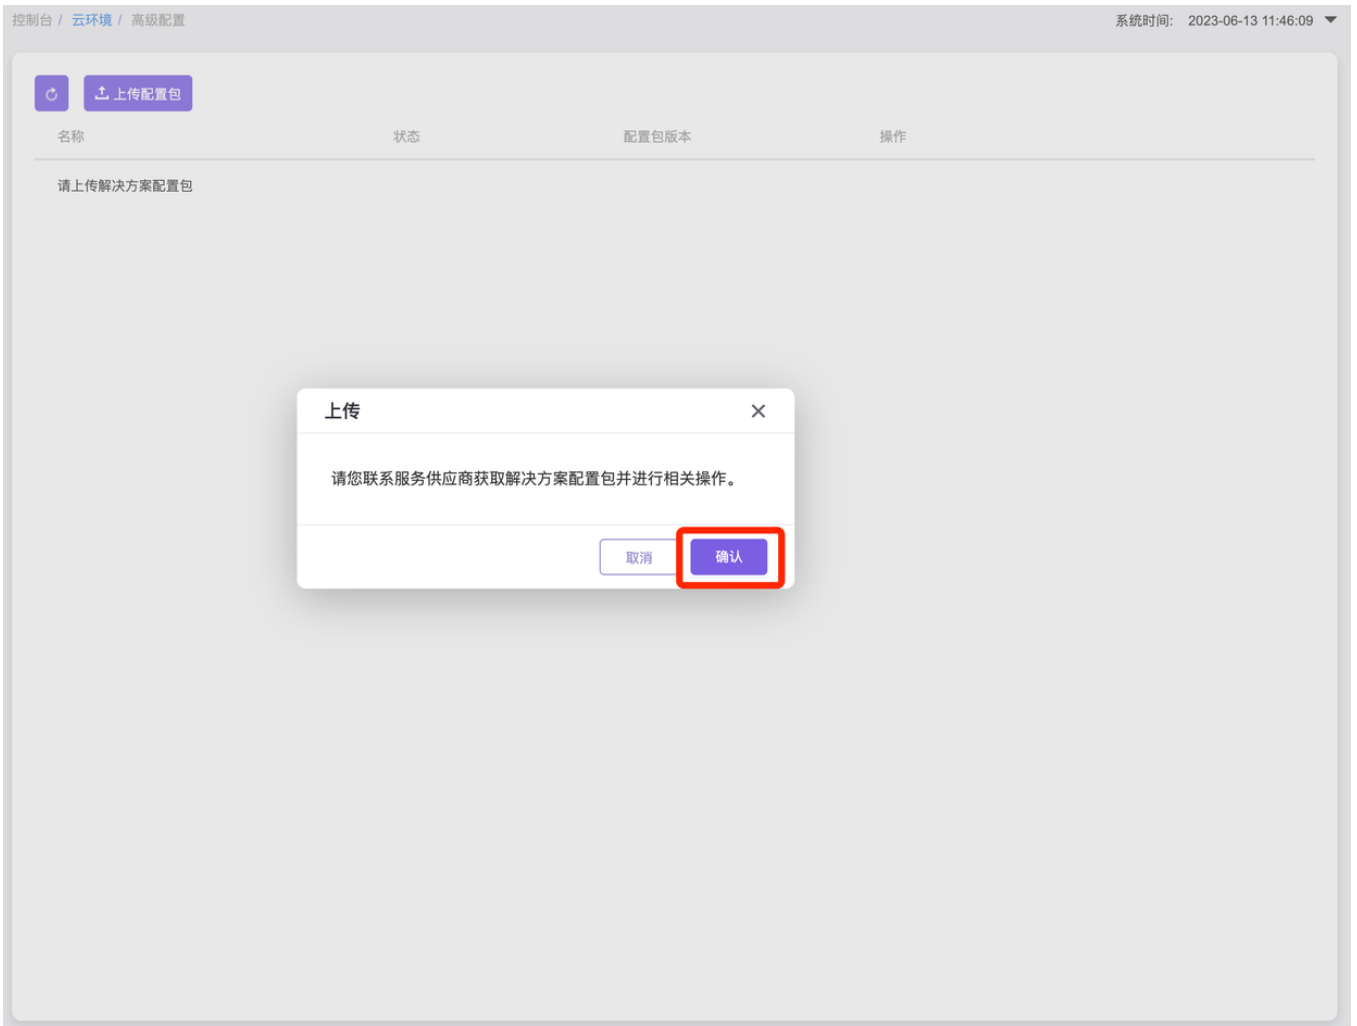 控制台 / 云环境 / 高级配置 系统时间: 2023-06-13 11:46:09
上传配置包
名称 状态 配置包版本 操作
请上传解决方案配置包
上传
请您联系服务供应商获取解决方案配置包并进行相关操作。
取消 确认